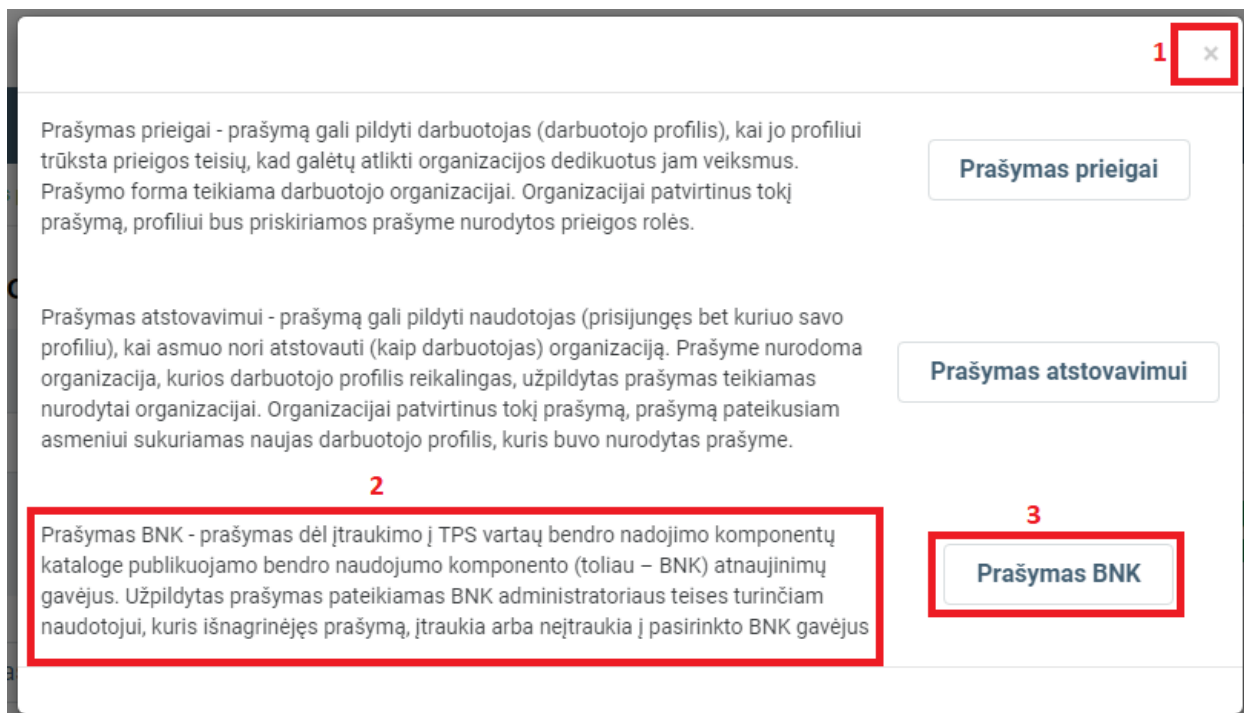 1 ×
Prašymas prieigai - prašymą gali pildyti darbuotojas (darbuotojo profilis), kai jo profiliui
trūksta prieigos teisių, kad galėtų atlikti organizacijos dedikuotus jam veiksmus.
Prašymo forma teikiama darbuotojo organizacijai. Organizacijai patvirtinus tokį
prašymą, profiliui bus priskiriamos prašyme nurodytos prieigos rolės.
Prašymas prieigai
Prašymas atstovavimui - prašymą gali pildyti naudotojas (prisijungęs bet kuriuo savo
profiliu), kai asmuo nori atstovauti (kaip darbuotojas) organizaciją. Prašyme nurodoma
organizacija, kurios darbuotojo profilis reikalingas, užpildytas prašymas teikiamas
nurodytai organizacijai. Organizacijai patvirtinus tokį prašymą, prašymą pateikusiam
asmeniui sukuriamas naujas darbuotojo profilis, kuris buvo nurodytas prašyme.
Prašymas atstovavimui
2
Prašymas BNK - prašymas dėl įtraukimo į TPS vartaų bendro nadojimo komponentų
kataloge publikuojamo bendro naudojumo komponento (toliau – BNK) atnaujinimų
gavėjus. Užpildytas prašymas pateikiamas BNK administratoriaus teises turinčiam
naudotojui, kuris išnagrinėjęs prašymą, įtraukia arba neįtraukia į pasirinkto BNK gavėjus
3
Prašymas BNK